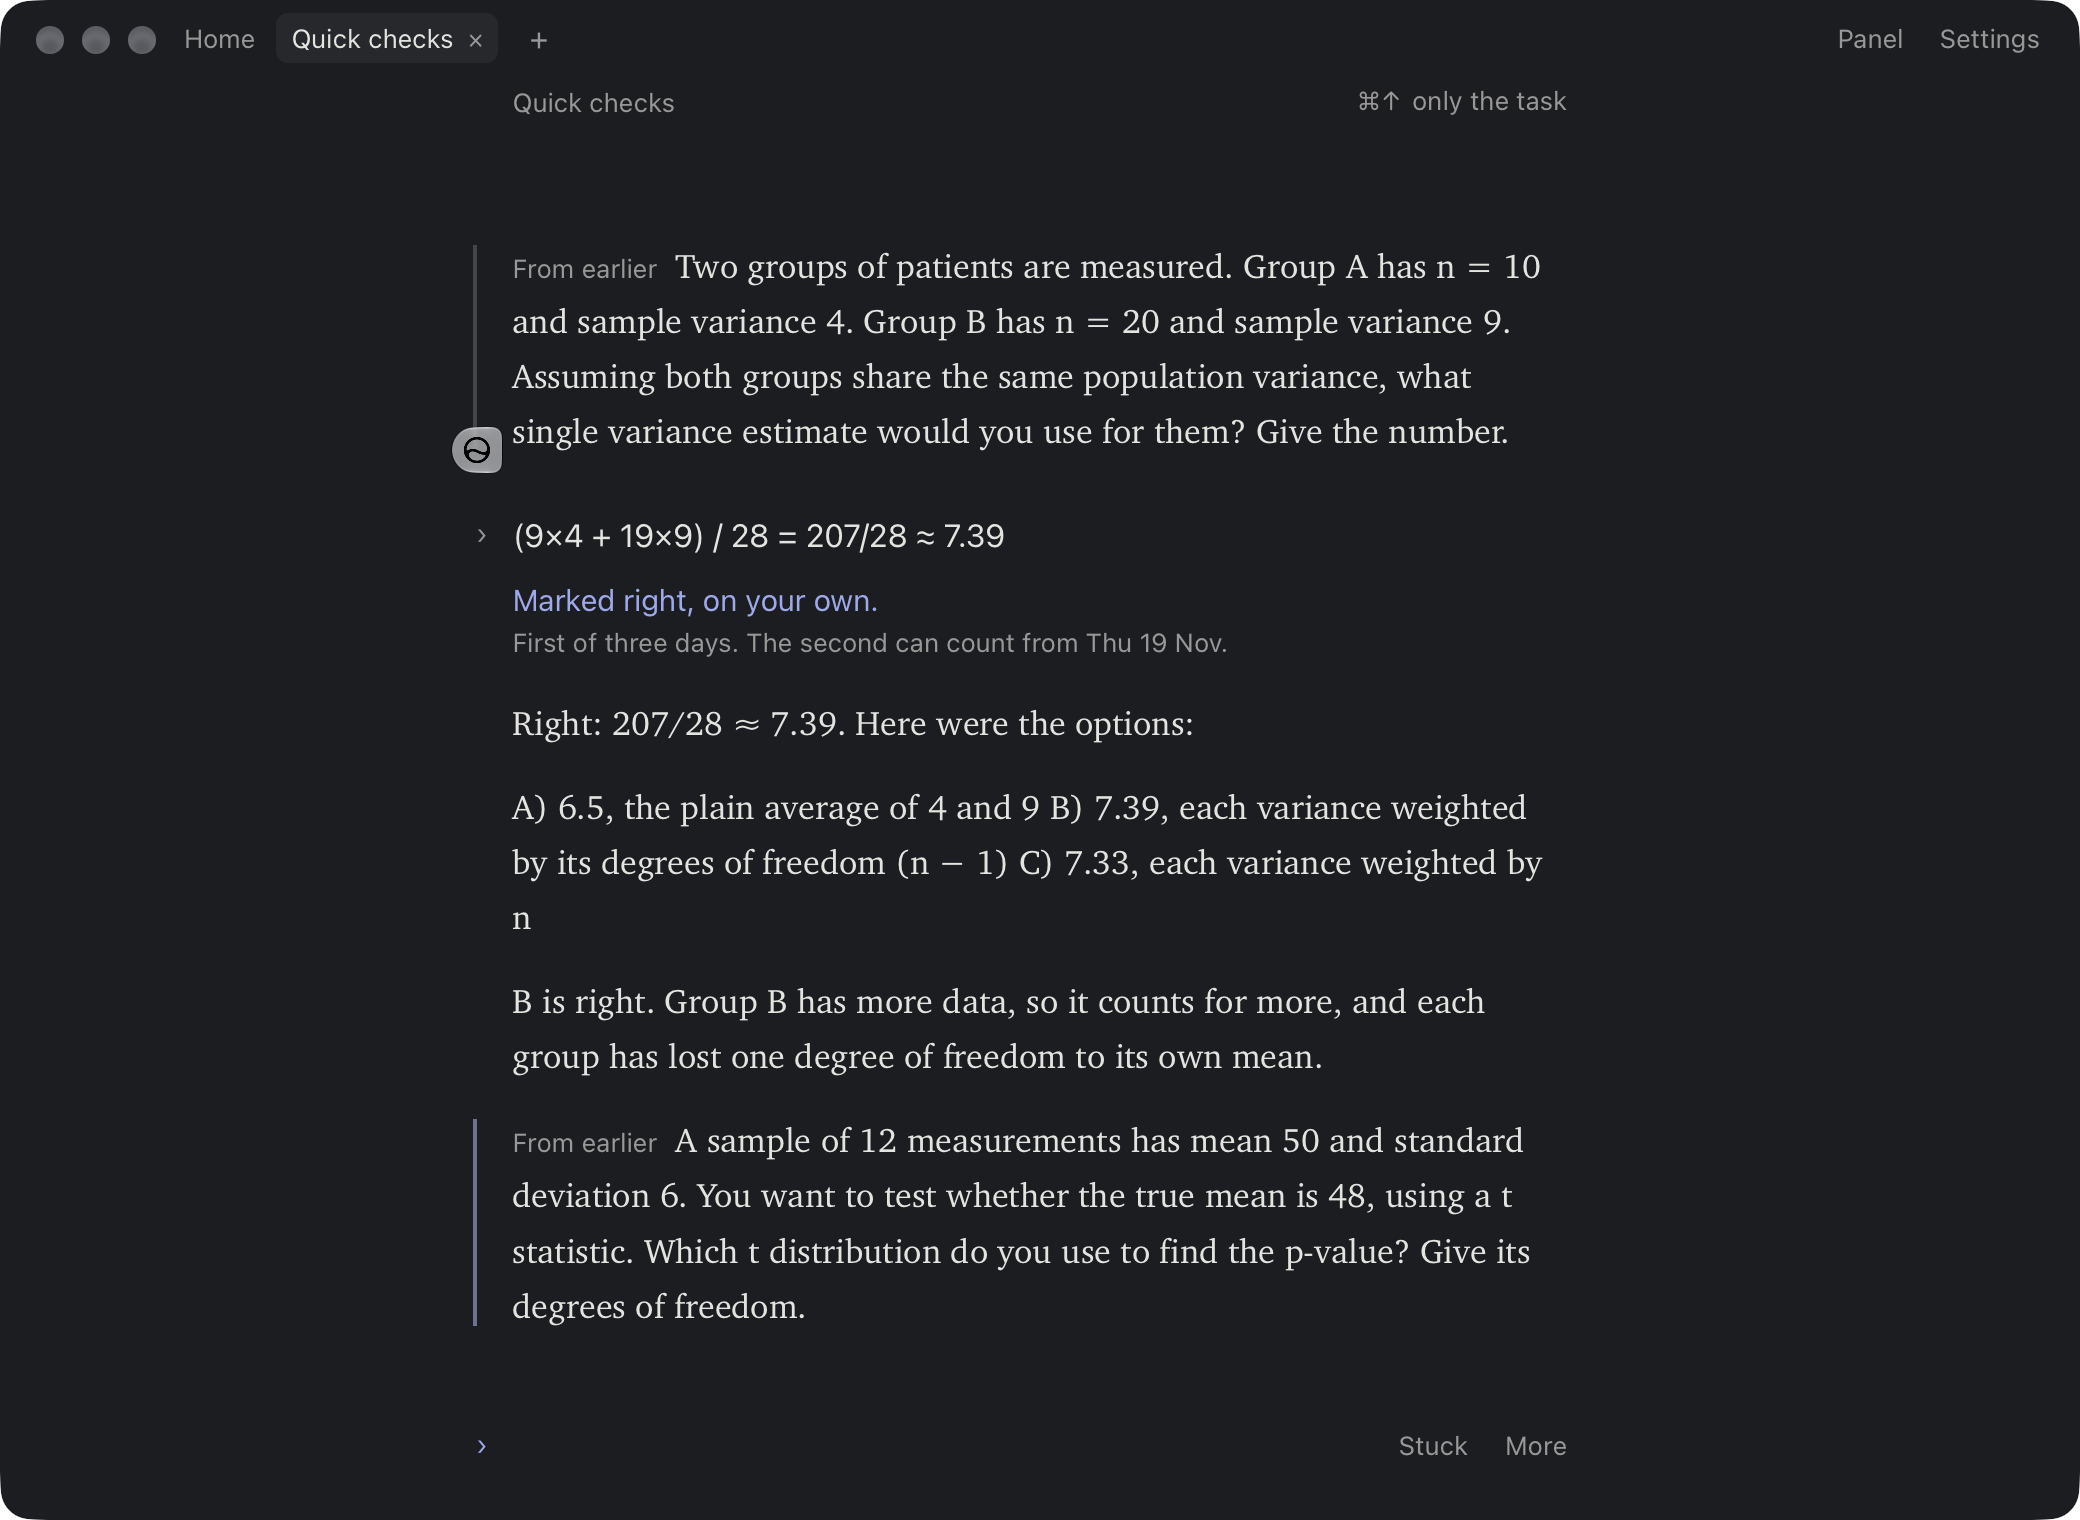 Home
Quick checks ×
+
Panel
Settings
Quick checks
⌘↑ only the task
From earlier Two groups of patients are measured. Group A has n = 10
and sample variance 4. Group B has n = 20 and sample variance 9.
Assuming both groups share the same population variance, what
single variance estimate would you use for them? Give the number.
› (9×4 + 19×9) / 28 = 207/28 ≈ 7.39
Marked right, on your own.
First of three days. The second can count from Thu 19 Nov.
Right: 207/28 ≈ 7.39. Here were the options:
A) 6.5, the plain average of 4 and 9 B) 7.39, each variance weighted
by its degrees of freedom (n − 1) C) 7.33, each variance weighted by
n
B is right. Group B has more data, so it counts for more, and each
group has lost one degree of freedom to its own mean.
From earlier A sample of 12 measurements has mean 50 and standard
deviation 6. You want to test whether the true mean is 48, using a t
statistic. Which t distribution do you use to find the p-value? Give its
degrees of freedom.
›
Stuck
More